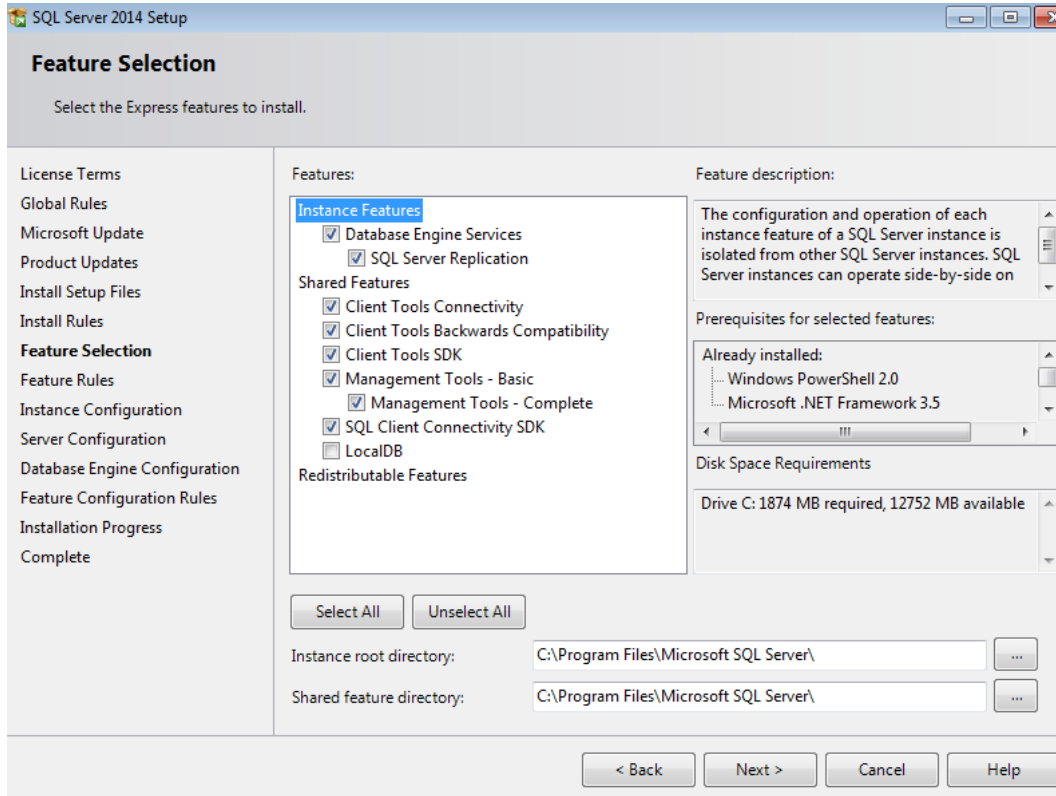 SQL Server 2014 Setup
Feature Selection
Select the Express features to install.
License Terms
Global Rules
Microsoft Update
Product Updates
Install Setup Files
Install Rules
Feature Selection
Feature Rules
Instance Configuration
Server Configuration
Database Engine Configuration
Feature Configuration Rules
Installation Progress
Complete
Features:
Instance Features
Database Engine Services
SQL Server Replication
Shared Features
Client Tools Connectivity
Client Tools Backwards Compatibility
Client Tools SDK
Management Tools - Basic
Management Tools - Complete
SQL Client Connectivity SDK
LocalDB
Redistributable Features
Feature description:
The configuration and operation of each
instance feature of a SQL Server instance is
isolated from other SQL Server instances. SQL
Server instances can operate side-by-side on
Prerequisites for selected features:
Already installed:
Windows PowerShell 2.0
Microsoft .NET Framework 3.5
Disk Space Requirements
Drive C: 1874 MB required, 12752 MB available
Select All
Unselect All
Instance root directory:
C:\Program Files\Microsoft SQL Server\
...
Shared feature directory:
C:\Program Files\Microsoft SQL Server\
...
< Back
Next >
Cancel
Help